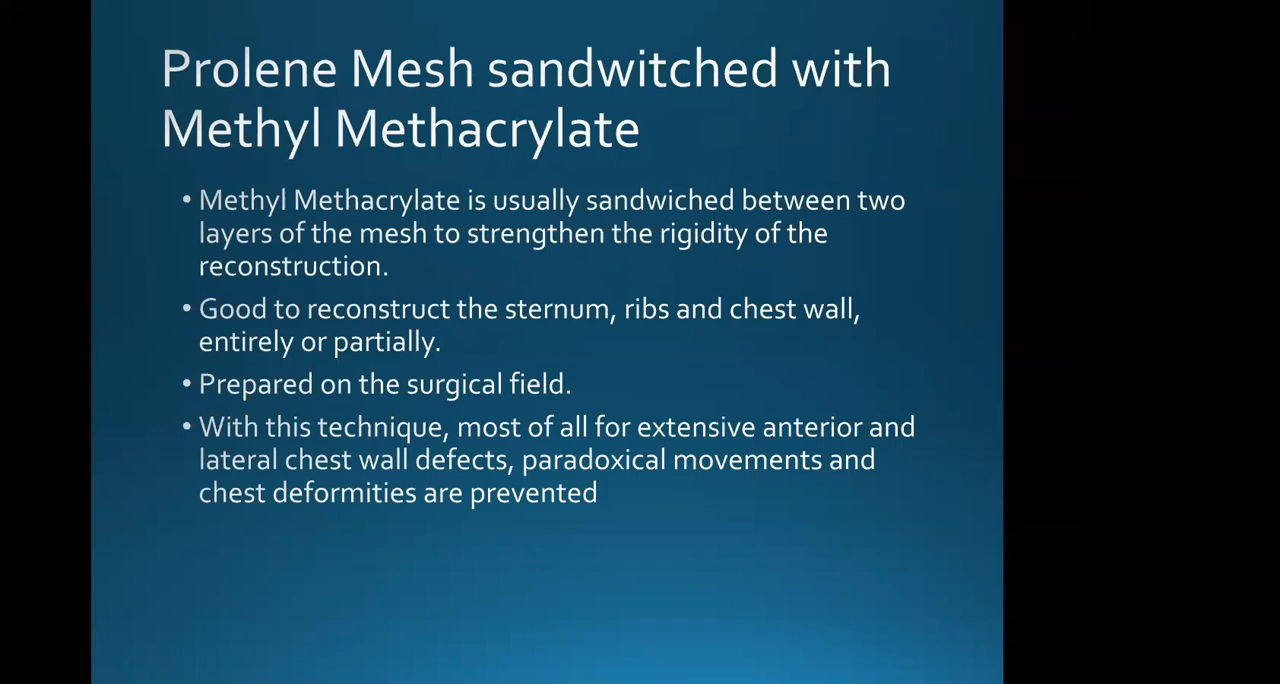 Prolene Mesh sandwitched with
Methyl Methacrylate
• Methyl Methacrylate is usually sandwiched between two
layers of the mesh to strengthen the rigidity of the
reconstruction.
• Good to reconstruct the sternum, ribs and chest wall,
entirely or partially.
• Prepared on the surgical field.
• With this technique, most of all for extensive anterior and
lateral chest wall defects, paradoxical movements and
chest deformities are prevented